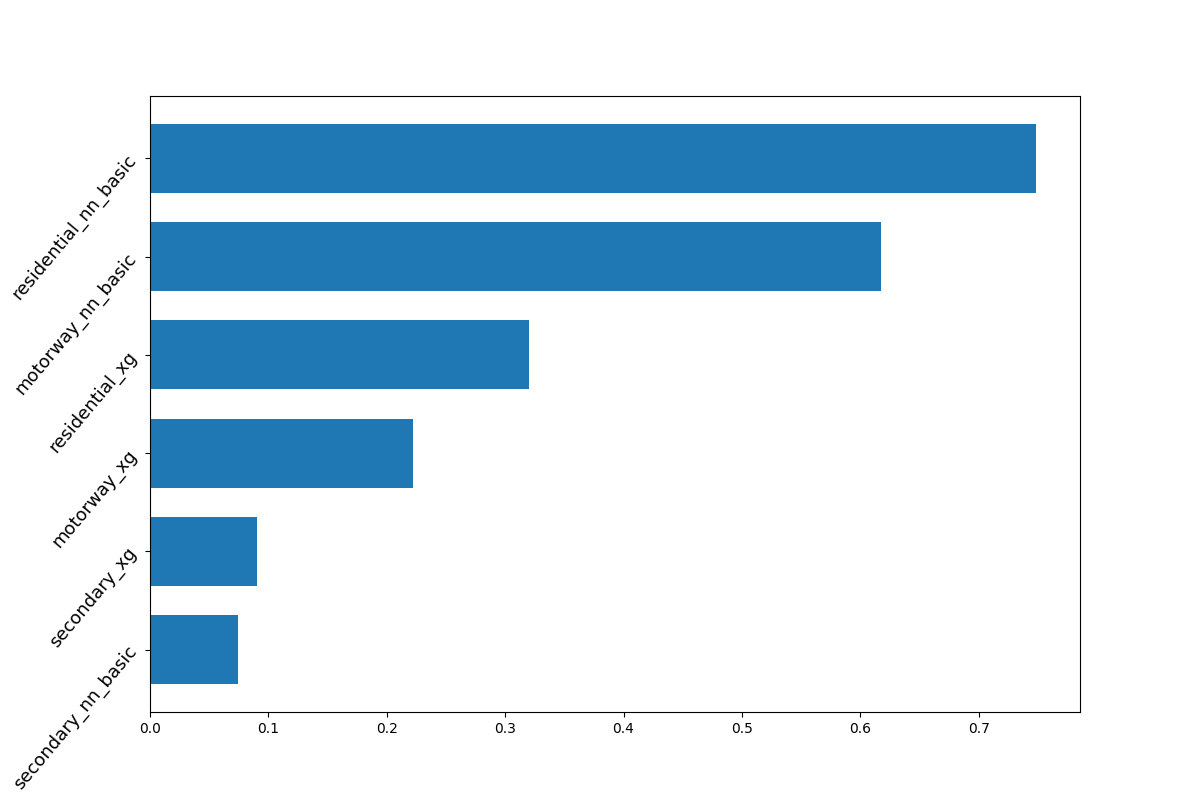 residential_nn_basic
motorway_nn_basic
residential_xg
motorway_xg
secondary_xg
secondary_nn_basic
0.0 0.1 0.2 0.3 0.4 0.5 0.6 0.7